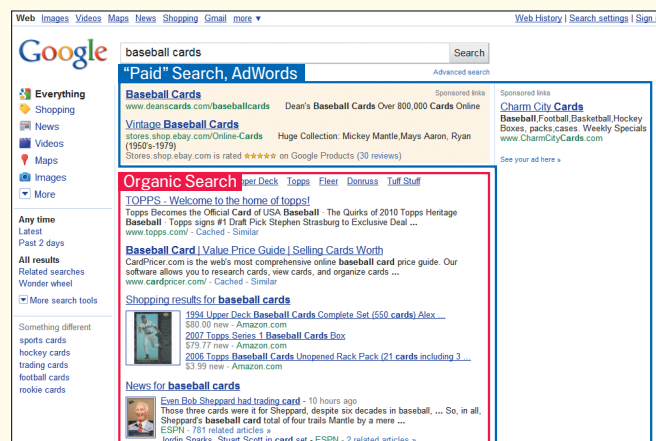 Web Images Videos Maps News Shopping Gmail more ▼
Web History | Search settings | Sign
Google
baseball cards
Search
Advanced search
"Paid" Search, AdWords
Baseball Cards
Sponsored links
www.deanscards.com/baseballcards Dean's Baseball Cards Over 800,000 Cards Online
Vintage Baseball Cards
stores.shop.ebay.com/Online-Cards Huge Collection: Mickey Mantle,Mays Aaron, Ryan
(1950's-1979)
Stores.shop.ebay.com is rated ★★★★★ on Google Products (30 reviews)
Sponsored links
Charm City Cards
Baseball,Football,Basketball,Hockey
Boxes, packs,cases. Weekly Specials
www.CharmCityCards.com
See your ad here »
Everything
Shopping
News
Videos
Maps
Images
More
Any time
Latest
Past 2 days
All results
Related searches
Wonder wheel
More search tools
Something different
sports cards
hockey cards
trading cards
football cards
rookie cards
Organic Search
per Deck Topps Fleer Donruss Tuff Stuff
TOPPS - Welcome to the home of topps!
Topps Becomes the Official Card of USA Baseball · The Quirks of 2010 Topps Heritage
Baseball · Topps signs #1 Draft Pick Stephen Strasburg to Exclusive Deal ...
www.topps.com/ - Cached - Similar
Baseball Card | Value Price Guide | Selling Cards Worth
CardPricer.com is the web's most comprehensive online baseball card price guide. Our
software allows you to research cards, view cards, and organize cards ...
www.cardpricer.com/ - Cached - Similar
Shopping results for baseball cards
1994 Upper Deck Baseball Cards Complete Set (550 cards) Alex ...
$80.00 new - Amazon.com
2007 Topps Series 1 Baseball Cards Box
$79.77 new - Amazon.com
2006 Topps Baseball Cards Unopened Rack Pack (21 cards including 3 ...
$3.99 new - Amazon.com
News for baseball cards
Even Bob Sheppard had trading card - 10 hours ago
Those three cards were it for Sheppard, despite six decades in baseball, ... So, in all,
Sheppard's baseball card total of four trails Mantle by a mere ...
ESPN - 781 related articles »
Jordin Sparks, Stuart Scott in card set - ESPN - 2 related articles »